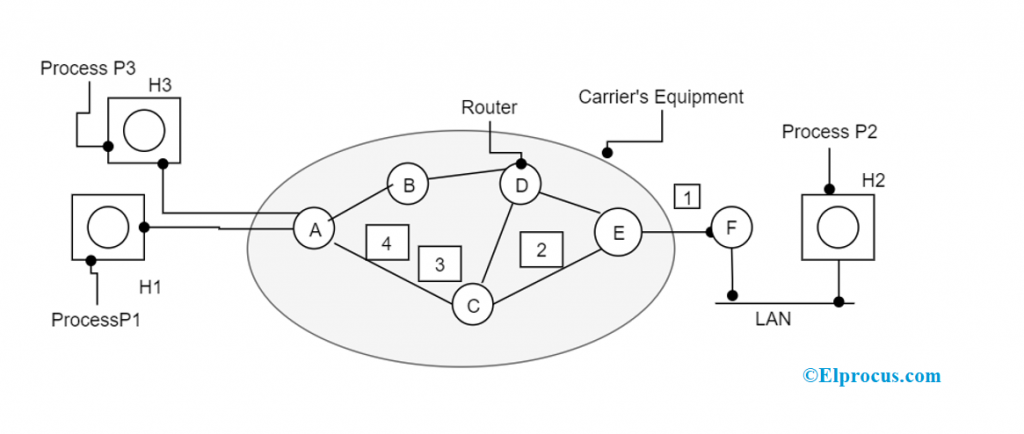 Process P3
H3
Router
Carrier's Equipment
Process P2
H2
B
D
1
A
4
E
F
3
2
C
H1
ProcessP1
LAN
©Elprocus.com